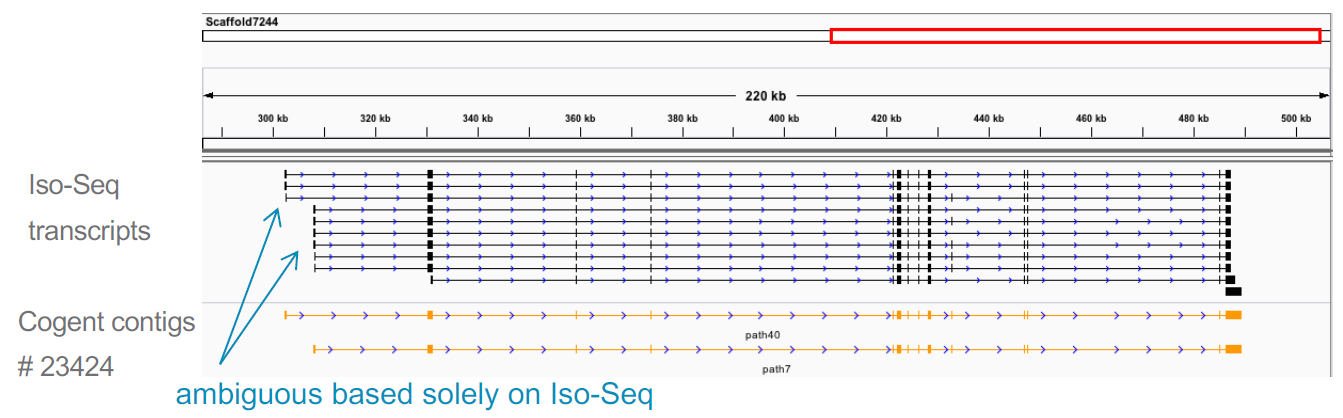 Scaffold7244
220 kb
300 kb 320 kb 340 kb 360 kb 380 kb 400 kb 420 kb 440 kb 460 kb 480 kb 500 kb
Iso-Seq
transcripts
Cogent contigs
# 23424
path40
path7
ambiguous based solely on Iso-Seq